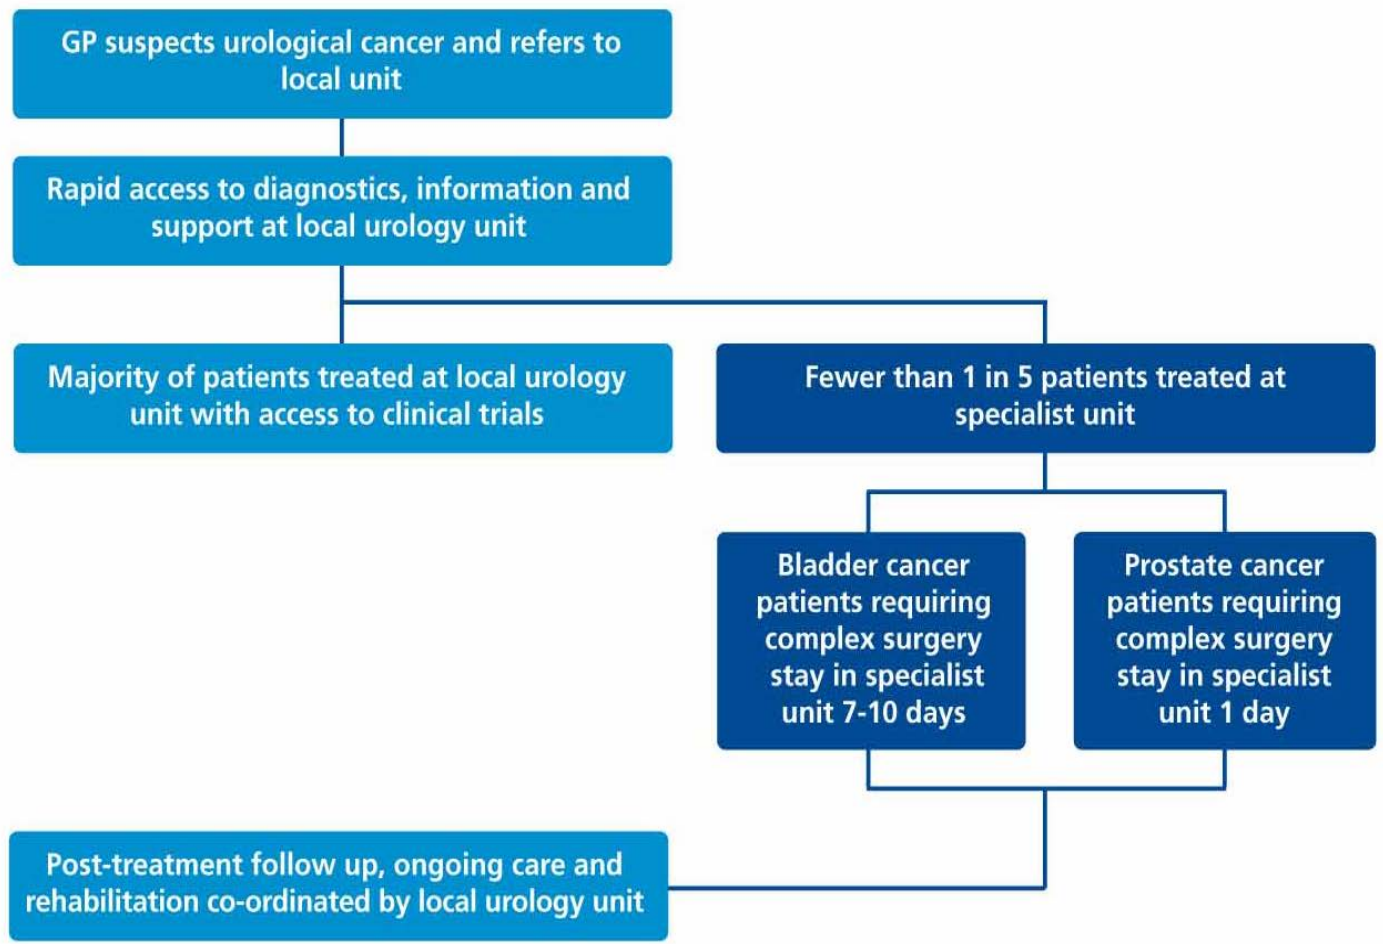 GP suspects urological cancer and refers to
local unit
Rapid access to diagnostics, information and
support at local urology unit
Majority of patients treated at local urology
unit with access to clinical trials
Fewer than 1 in 5 patients treated at
specialist unit
Bladder cancer
patients requiring
complex surgery
stay in specialist
unit 7-10 days
Prostate cancer
patients requiring
complex surgery
stay in specialist
unit 1 day
Post-treatment follow up, ongoing care and
rehabilitation co-ordinated by local urology unit